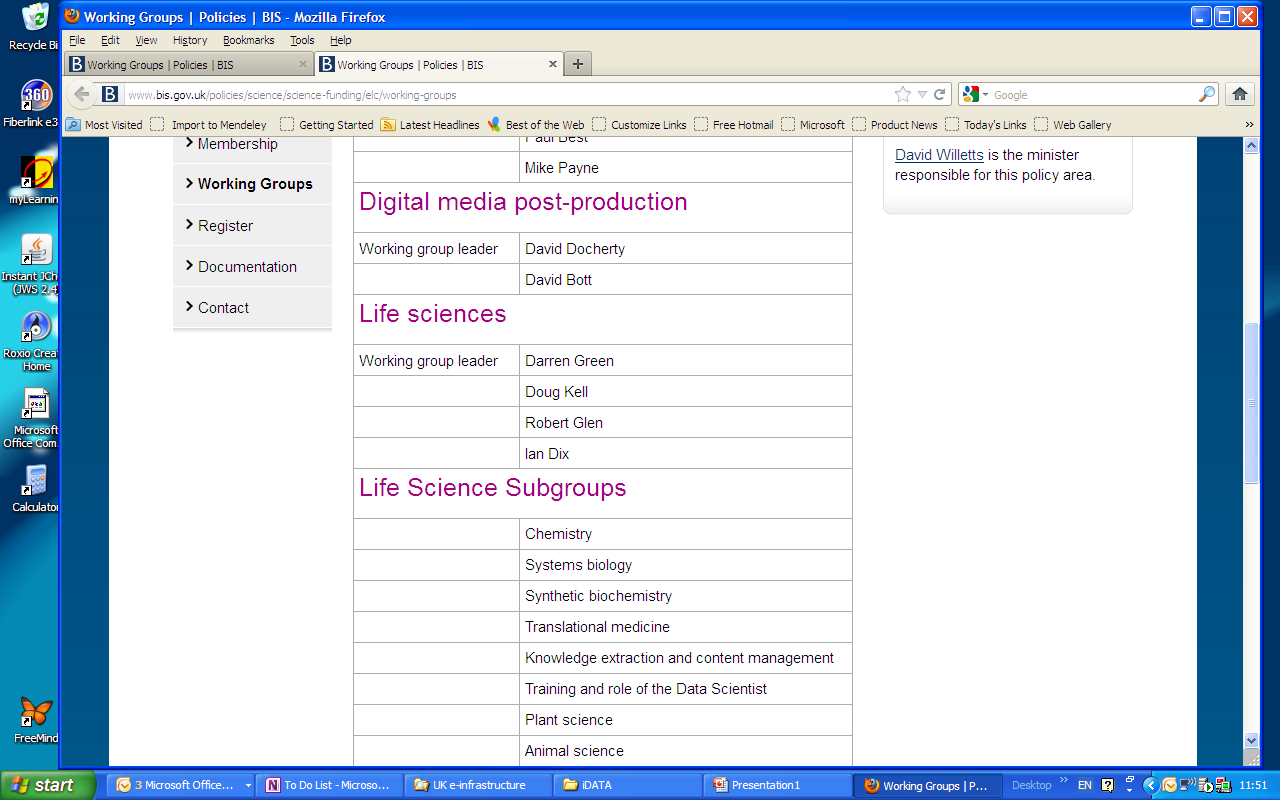 Working Groups | Policies | BIS - Mozilla Firefox
File Edit View History Bookmarks Tools Help
Working Groups | Policies | BIS
Working Groups | Policies | BIS
www.bis.gov.uk/policies/science/science-funding/elc/working-groups
Google
Most Visited Import to Mendeley Getting Started Latest Headlines Best of the Web Customize Links Free Hotmail Microsoft Product News Today's Links Web Gallery
Recycle Bi
Fiberlink e3
myLearnin
Instant JCh
(JWS 2.4)
Roxio Crea
Home
Microsoft
Office Com
Calculator
FreeMind
Membership
Working Groups
Register
Documentation
Contact
Paul Best
Mike Payne
Digital media post-production
Working group leader David Docherty
David Bott
Life sciences
Working group leader Darren Green
Doug Kell
Robert Glen
Ian Dix
Life Science Subgroups
Chemistry
Systems biology
Synthetic biochemistry
Translational medicine
Knowledge extraction and content management
Training and role of the Data Scientist
Plant science
Animal science
David Willetts is the minister
responsible for this policy area.
start 3 Microsoft Office... To Do List - Microso... UK e-infrastructure iDATA Presentation1 Working Groups | P... Desktop EN 11:51